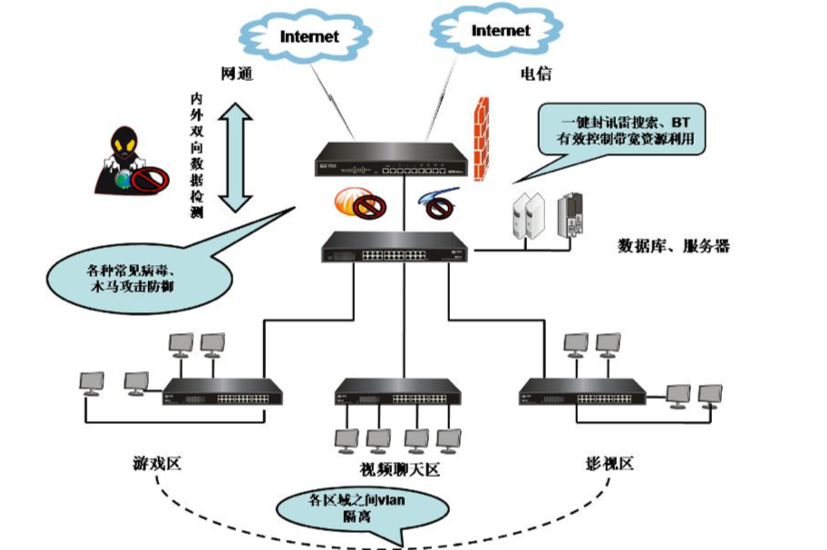 Internet
Internet
网通
电信
内外双向数据检测
一键封讯雷搜索、BT
有效控制带宽资源利用
数据库、服务器
各种常见病毒、
木马攻击防御
游戏区
视频聊天区
影视区
各区域之间vlan
隔离